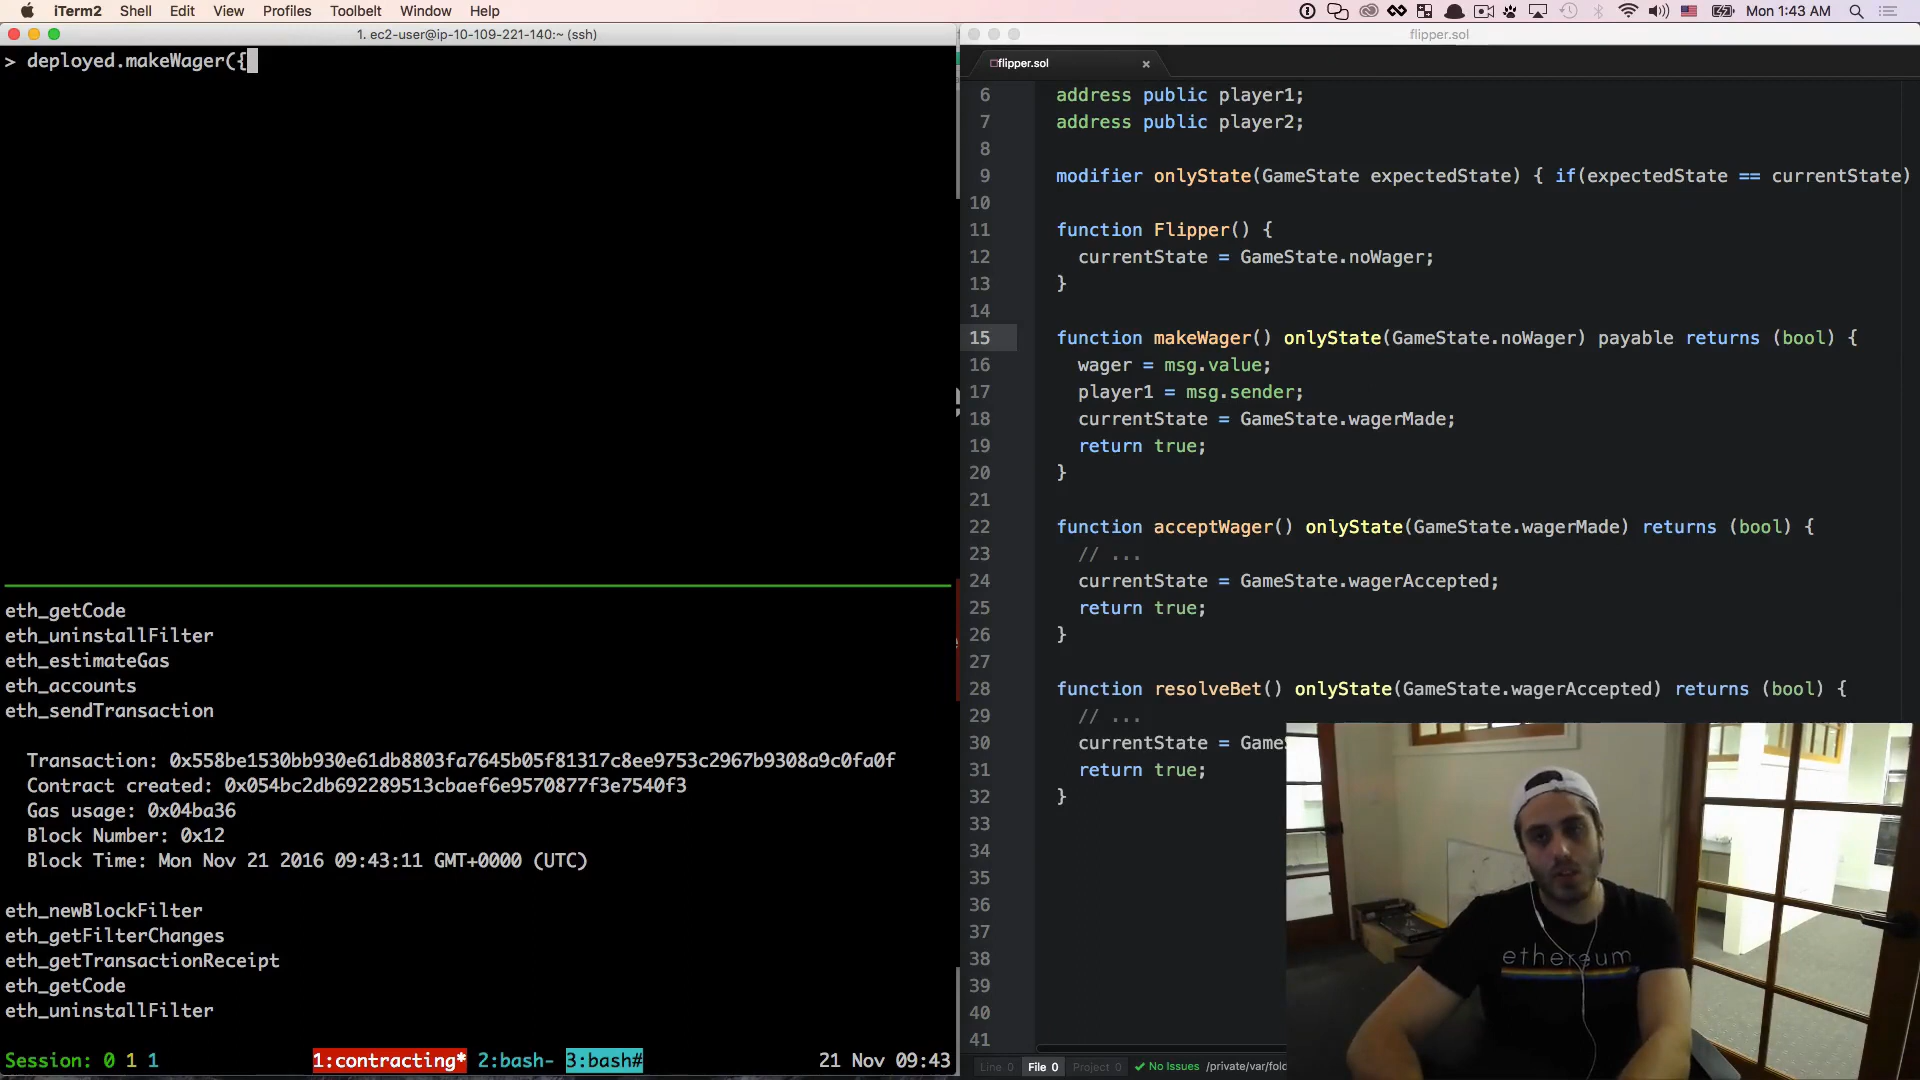 iTerm2 Shell Edit View Profiles Toolbelt Window Help Mon 1:43 AM
1. ec2-user@ip-10-109-221-140:~ (ssh)
> deployed.makeWager({
eth_getCode
eth_uninstallFilter
eth_estimateGas
eth_accounts
eth_sendTransaction
Transaction: 0x558be1530bb930e61db8803fa7645b05f81317c8ee9753c2967b9308a9c0fa0f
Contract created: 0x054bc2db692289513cbaef6e9570877f3e7540f3
Gas usage: 0x04ba36
Block Number: 0x12
Block Time: Mon Nov 21 2016 09:43:11 GMT+0000 (UTC)
eth_newBlockFilter
eth_getFilterChanges
eth_getTransactionReceipt
eth_getCode
eth_uninstallFilter
Session: 0 1 1 1:contracting* 2:bash- 3:bash# 21 Nov 09:43
flipper.sol
flipper.sol ×
6 address public player1;
7 address public player2;
8
9 modifier onlyState(GameState expectedState) { if(expectedState == currentState)
10
11 function Flipper() {
12 currentState = GameState.noWager;
13 }
14
15 function makeWager() onlyState(GameState.noWager) payable returns (bool) {
16 wager = msg.value;
17 player1 = msg.sender;
18 currentState = GameState.wagerMade;
19 return true;
20 }
21
22 function acceptWager() onlyState(GameState.wagerMade) returns (bool) {
23 // ...
24 currentState = GameState.wagerAccepted;
25 return true;
26 }
27
28 function resolveBet() onlyState(GameState.wagerAccepted) returns (bool) {
29 // ...
30 currentState = Game
31 return true;
32 }
33
34
35
36
37
38
39
40
41
Line 0 File 0 Project 0 ✓ No Issues /private/var/fold
ethereum